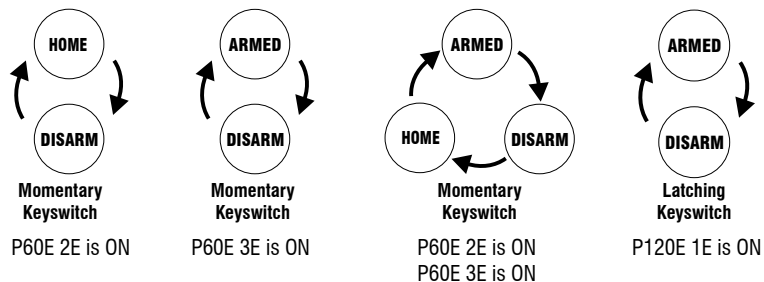 HOME
DISARM
Momentary
Keyswitch
P60E 2E is ON
ARMED
DISARM
Momentary
Keyswitch
P60E 3E is ON
ARMED
HOME
DISARM
Momentary
Keyswitch
P60E 2E is ON
P60E 3E is ON
ARMED
DISARM
Latching
Keyswitch
P120E 1E is ON